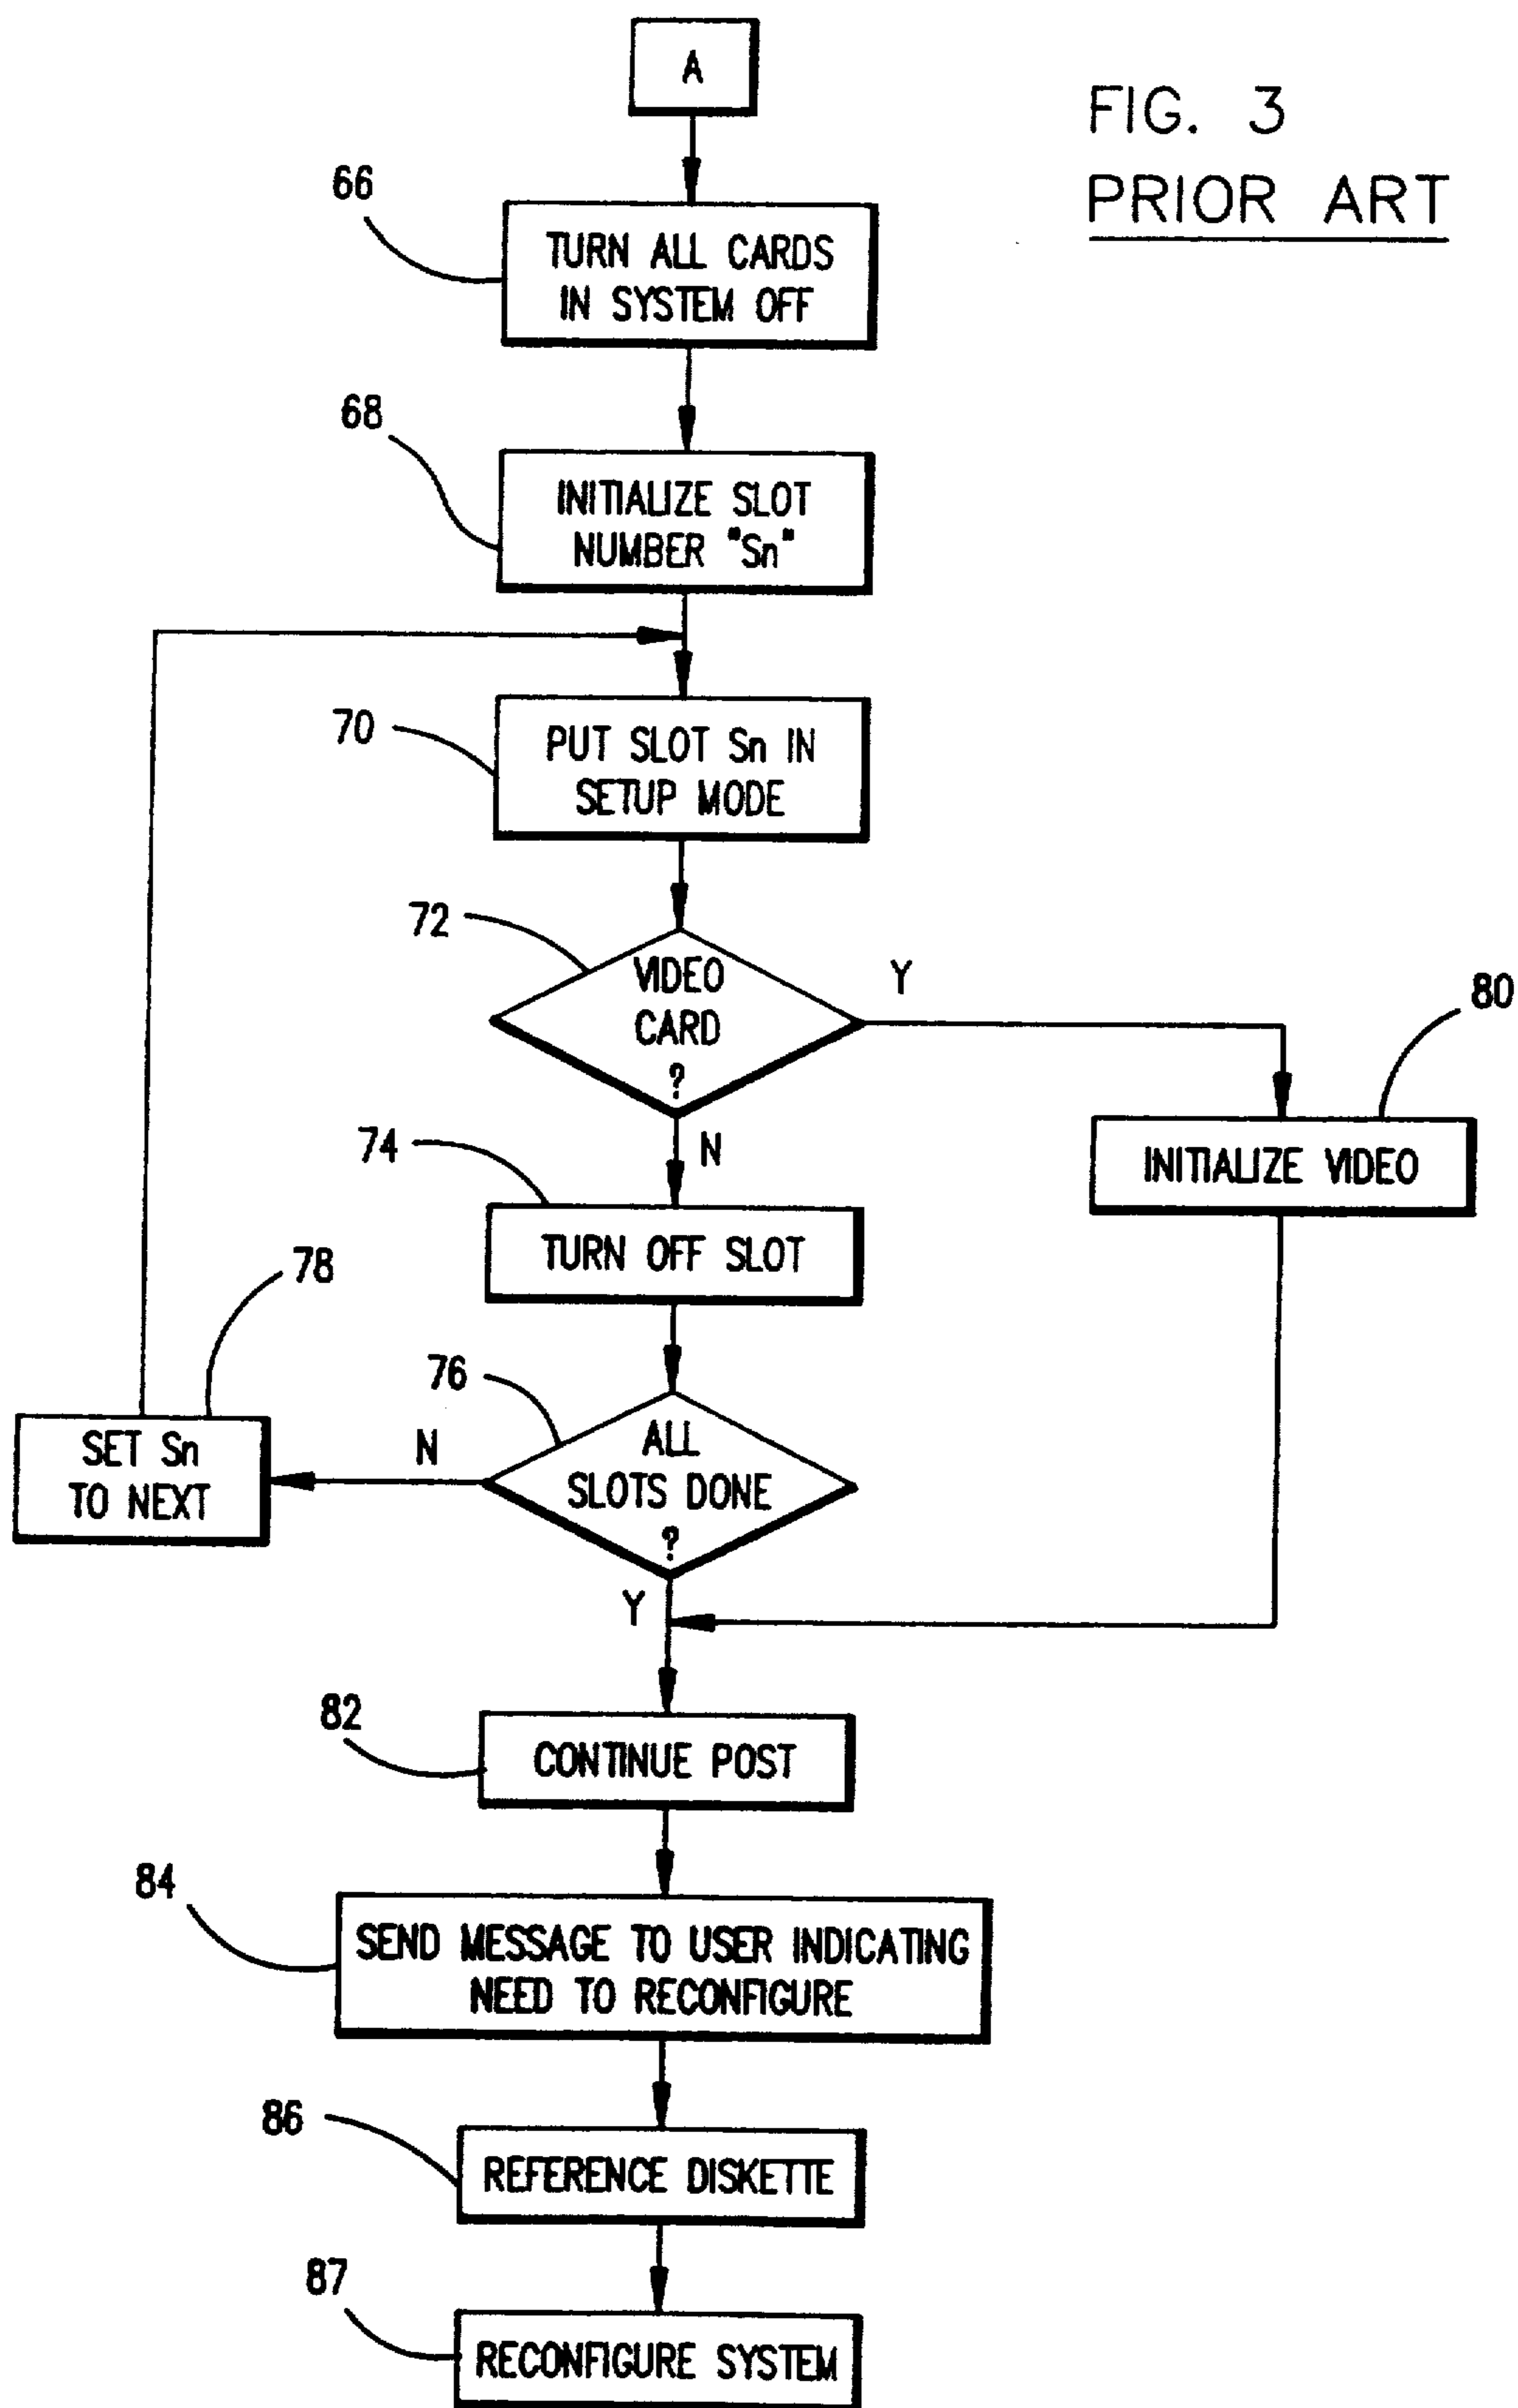 A
FIG. 3
PRIOR ART
66
TURN ALL CARDS
IN SYSTEM OFF
68
INITIALIZE SLOT
NUMBER "Sn"
70
PUT SLOT Sn IN
SETUP MODE
72
VIDEO
CARD
?
Y
80
INITIALIZE VIDEO
N
74
TURN OFF SLOT
78
SET Sn
TO NEXT
76
N
ALL
SLOTS DONE
?
Y
82
CONTINUE POST
84
SEND MESSAGE TO USER INDICATING
NEED TO RECONFIGURE
86
REFERENCE DISKETTE
87
RECONFIGURE SYSTEM